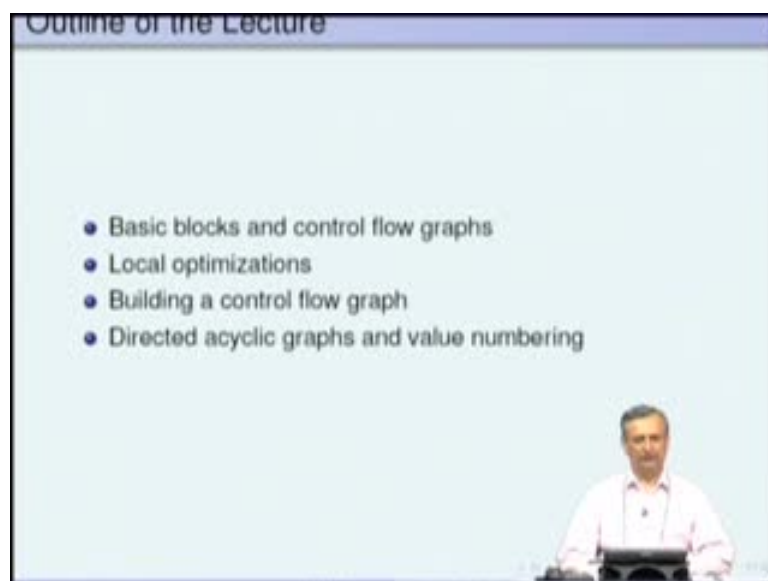 Outline of the Lecture
Basic blocks and control flow graphs
Local optimizations
Building a control flow graph
Directed acyclic graphs and value numbering